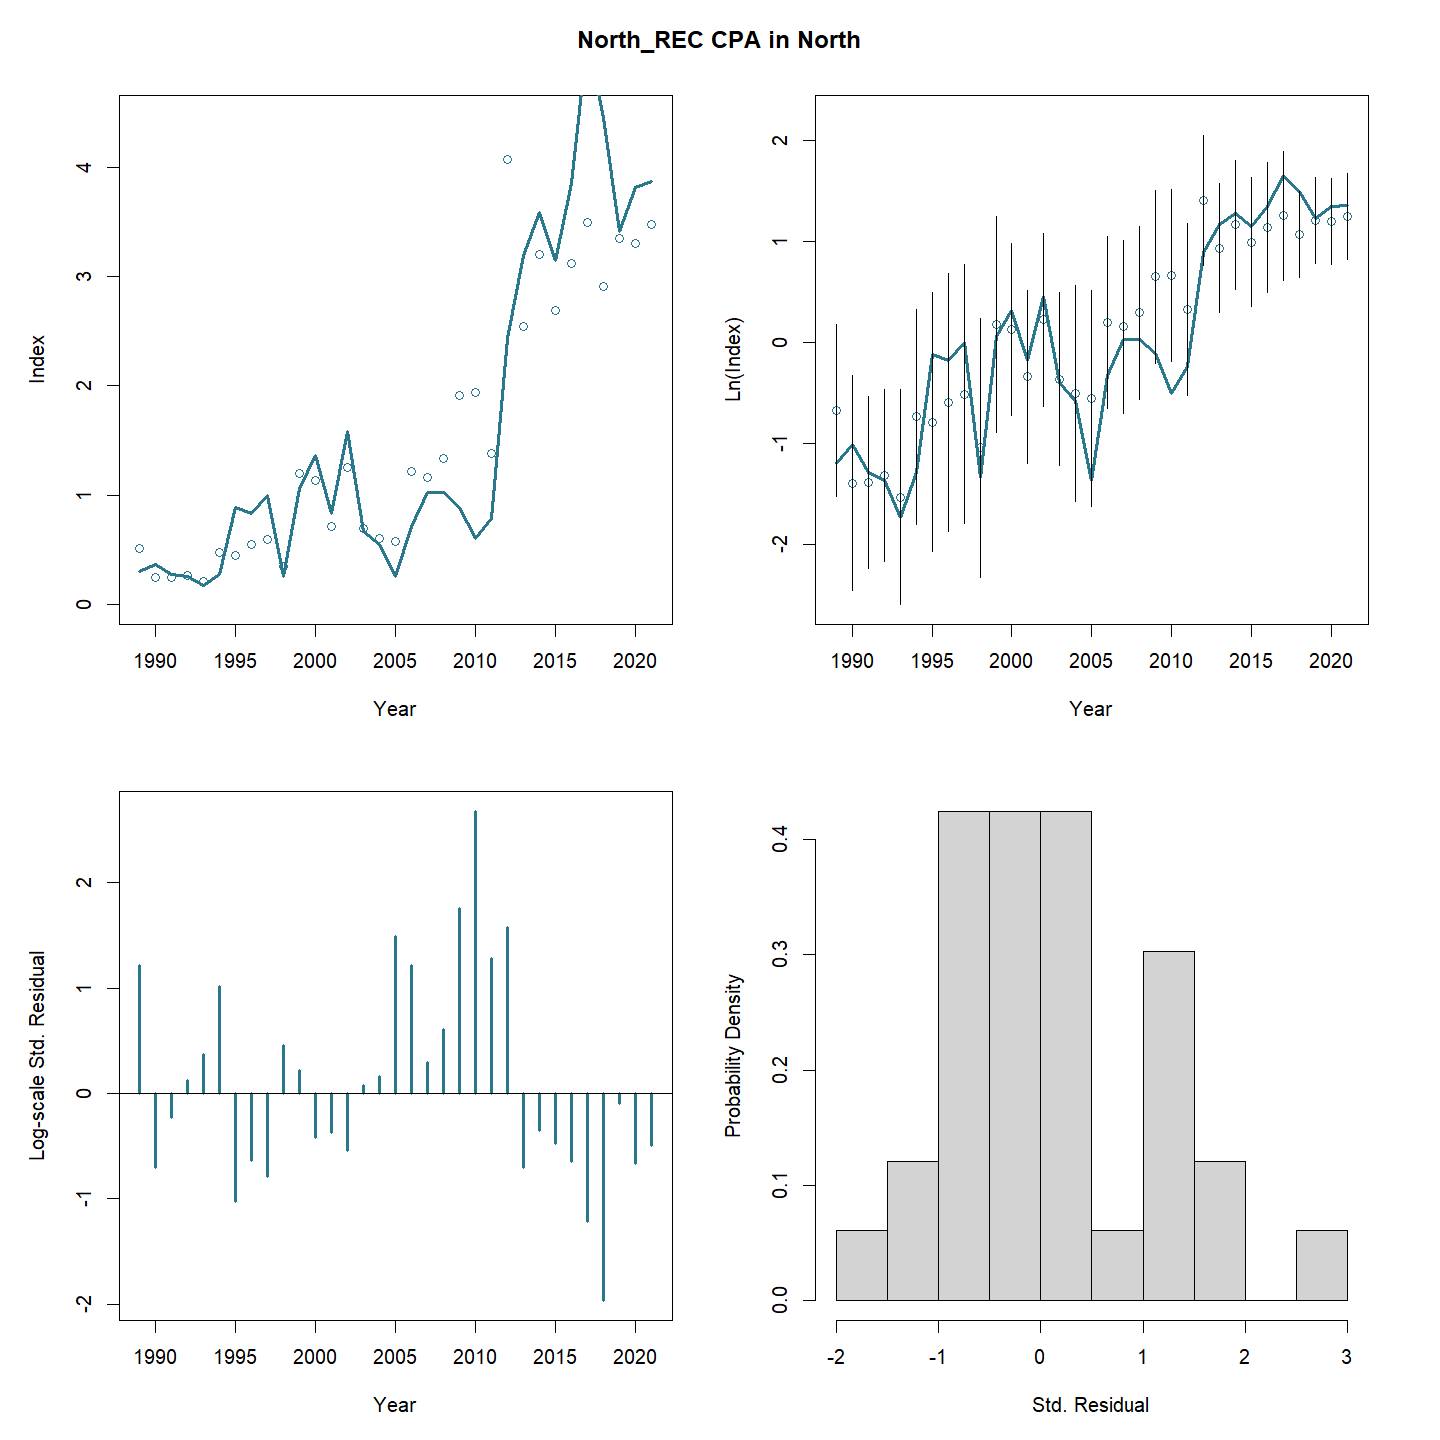 North_REC CPA in North
Index
4
3
2
1
0
1990 1995 2000 2005 2010 2015 2020
Year
Ln(Index)
2
1
0
-1
-2
1990 1995 2000 2005 2010 2015 2020
Year
Log-scale Std. Residual
2
1
0
-1
-2
1990 1995 2000 2005 2010 2015 2020
Year
Probability Density
0.4
0.3
0.2
0.1
0.0
-2 -1 0 1 2 3
Std. Residual